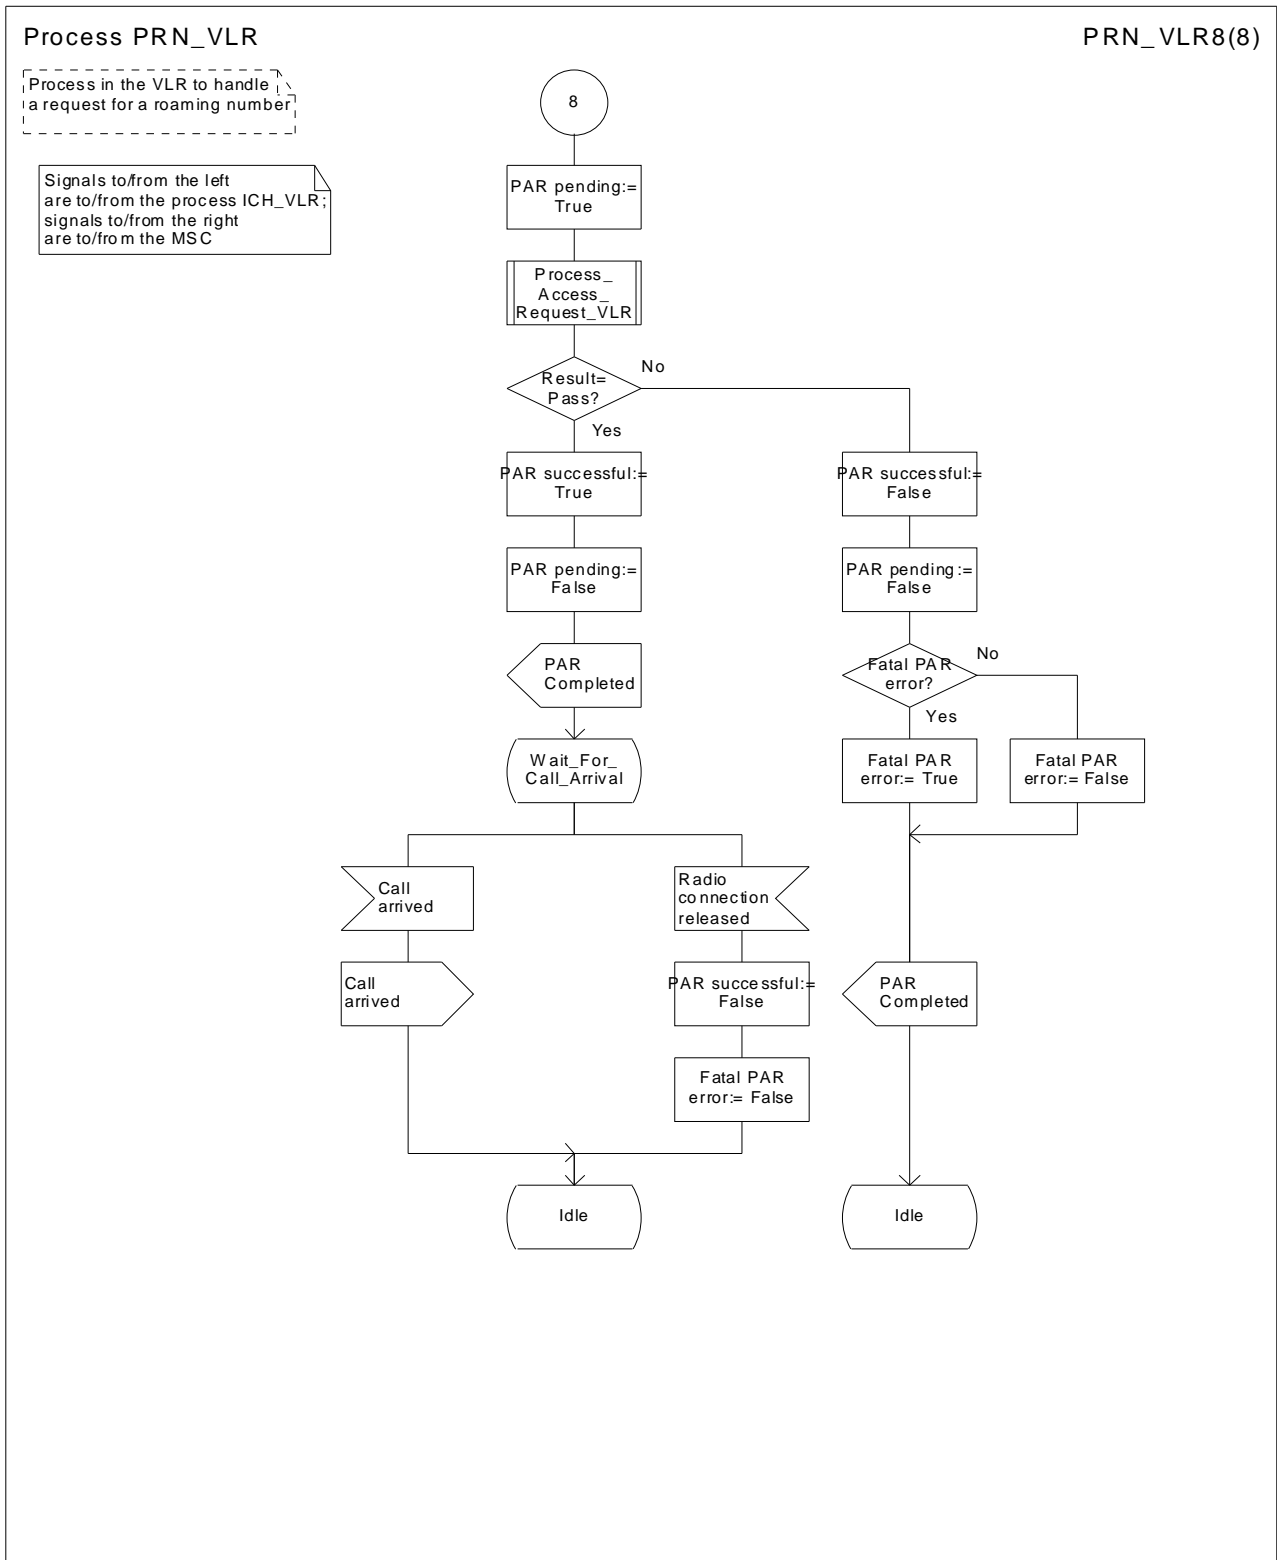 Process PRN_VLR
PRN_VLR8(8)
Process in the VLR to handle
a request for a roaming number
Signals to/from the left
are to/from the process ICH_VLR;
signals to/from the right
are to/from the MSC
8
PAR pending:=
True
Process_
Access_
Request_VLR
Result=
Pass?
No
Yes
PAR successful:=
True
PAR successful:=
False
PAR pending:=
False
PAR pending:=
False
PAR
Completed
Fatal PAR
error?
No
Yes
Wait_For_
Call_Arrival
Fatal PAR
error:= True
Fatal PAR
error:= False
Call
arrived
Radio
connection
released
Call
arrived
PAR successful:=
False
PAR
Completed
Fatal PAR
error:= False
Idle
Idle